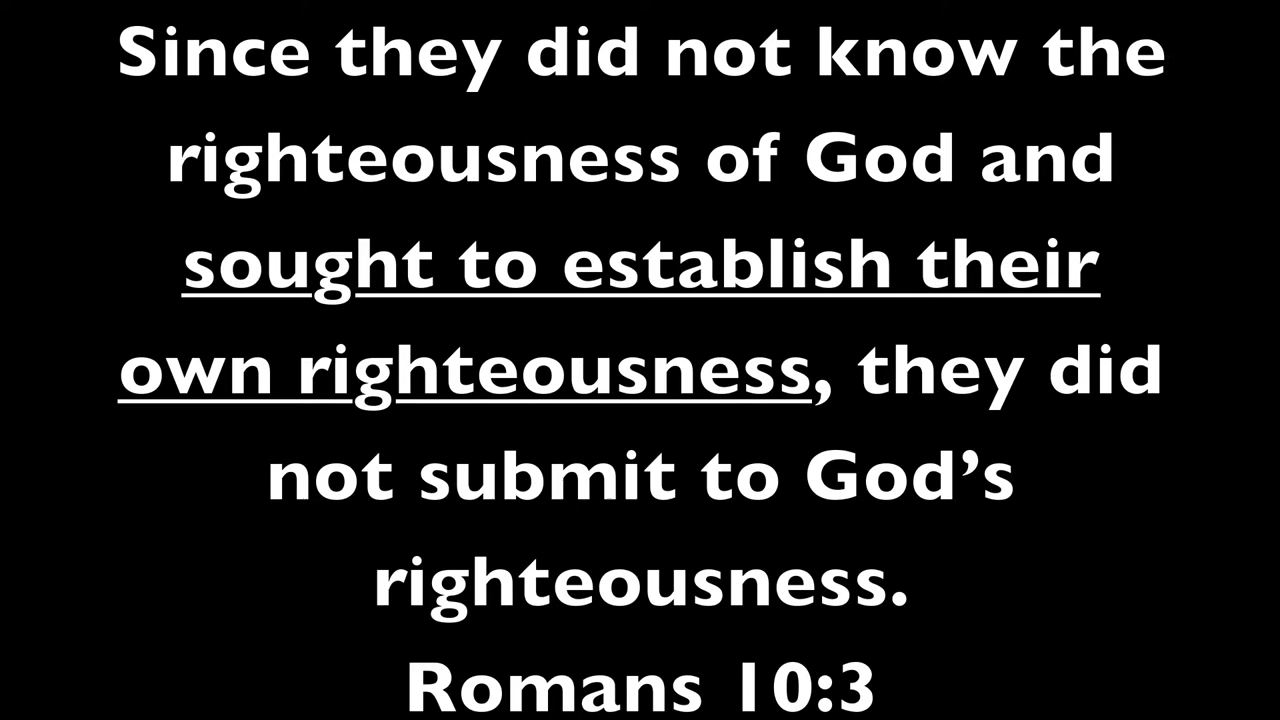 Since they did not know the
righteousness of God and
sought to establish their
own righteousness, they did
not submit to God’s
righteousness.
Romans 10:3